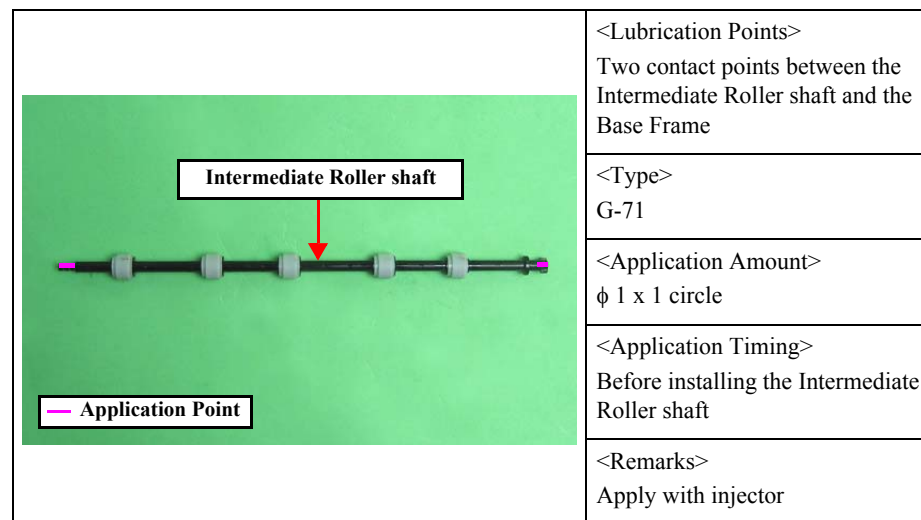 Intermediate Roller shaft
Application Point
<Lubrication Points>
Two contact points between the
Intermediate Roller shaft and the
Base Frame
<Type>
G-71
<Application Amount>
ϕ 1 x 1 circle
<Application Timing>
Before installing the Intermediate
Roller shaft
<Remarks>
Apply with injector